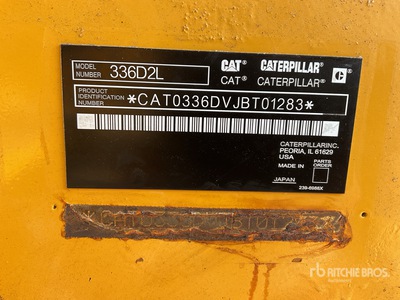 MODEL NUMBER 336D2L
CAT CATERPILLAR C
CAT CATERPILLAR
PRODUCT IDENTIFICATION NUMBER *CAT0336DVJBT01283*
CATERPILLAR INC.
PEORIA, IL 61629
USA
MADE IN PARTS ORDER
JAPAN
239-8086X
rb RITCHIE BROS.